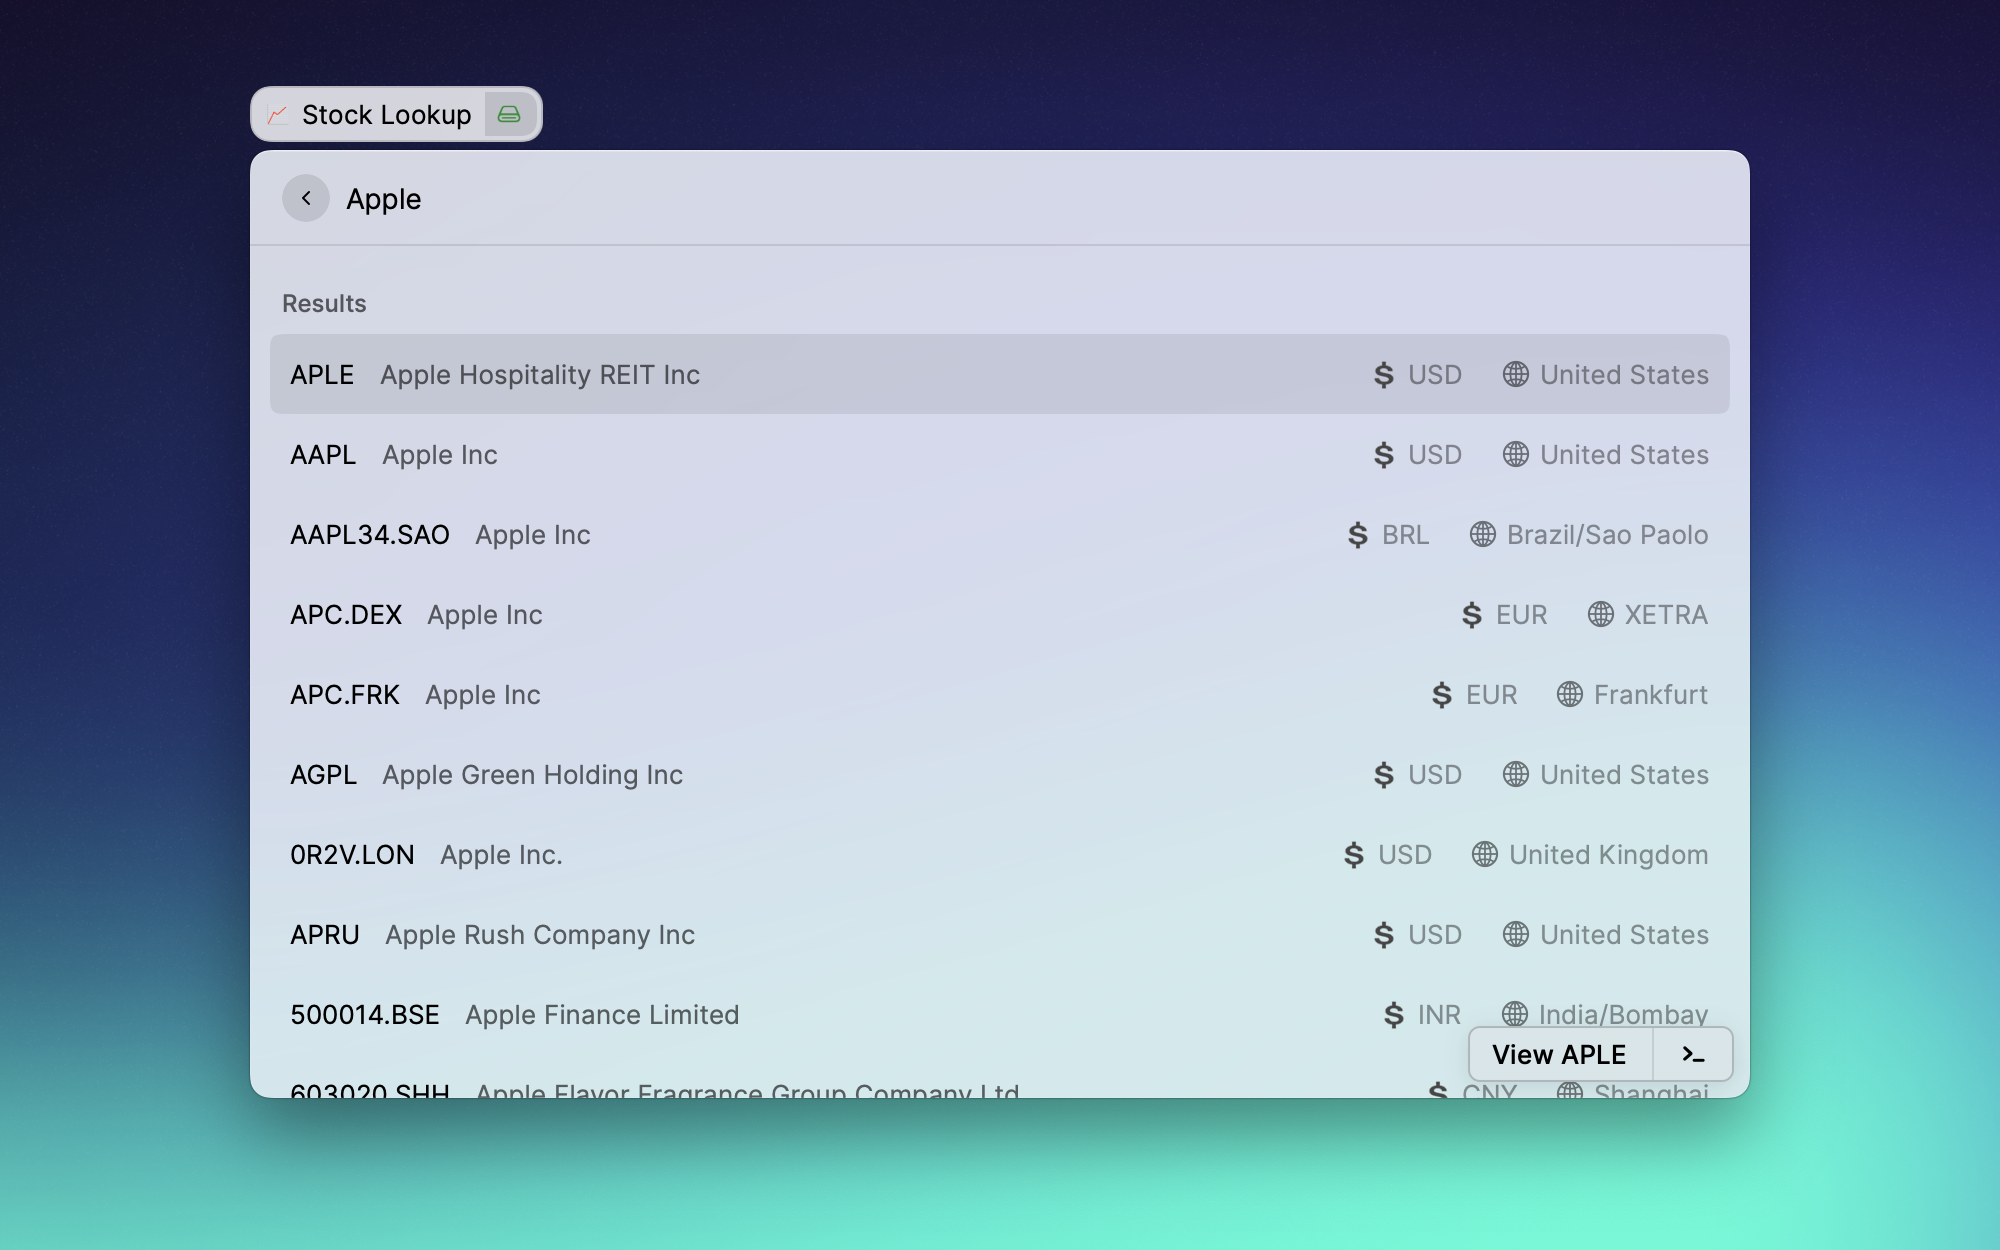 Stock Lookup
Apple
Results
APLE Apple Hospitality REIT Inc $ USD United States
AAPL Apple Inc $ USD United States
AAPL34.SAO Apple Inc $ BRL Brazil/Sao Paolo
APC.DEX Apple Inc $ EUR XETRA
APC.FRK Apple Inc $ EUR Frankfurt
AGPL Apple Green Holding Inc $ USD United States
0R2V.LON Apple Inc. $ USD United Kingdom
APRU Apple Rush Company Inc $ USD United States
500014.BSE Apple Finance Limited $ INR India/Bombay
View APLE >_
603020.SHH Apple Flavor Fragrance Group Company Ltd $ CNY Shanghai